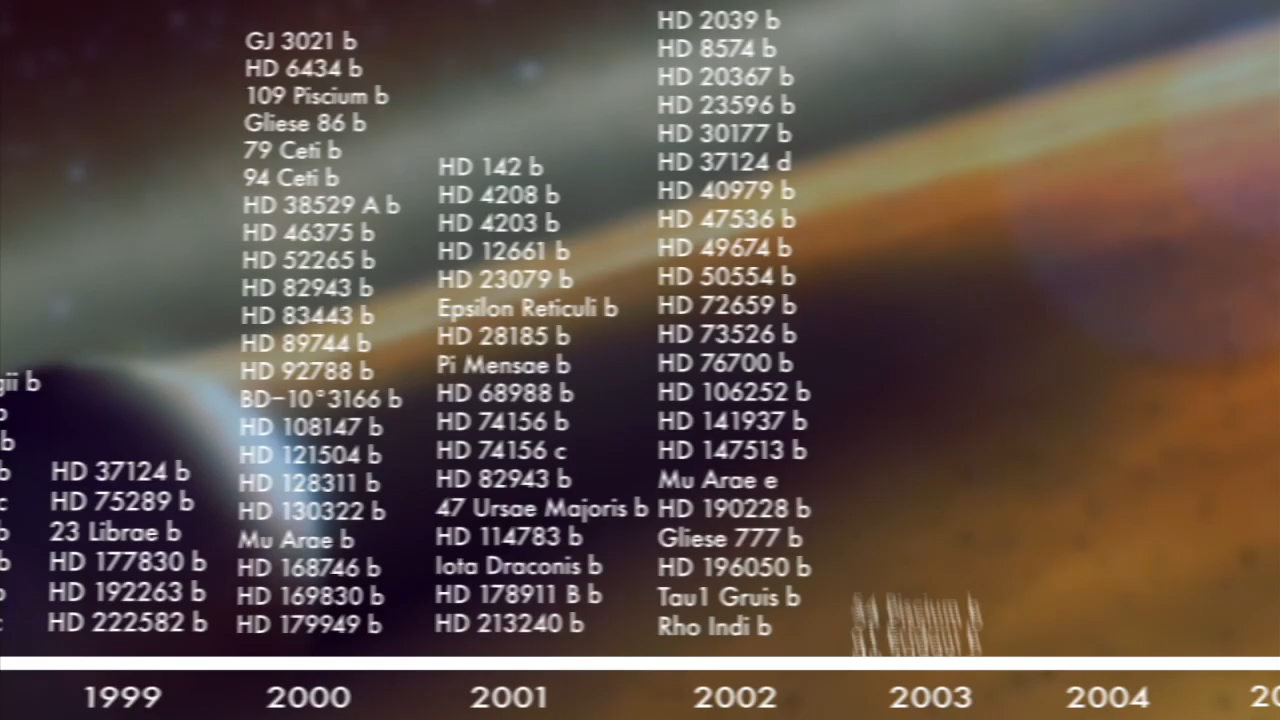 gii b
b
b
b
c
b
b
b
c
HD 37124 b
HD 75289 b
23 Librae b
HD 177830 b
HD 192263 b
HD 222582 b
GJ 3021 b
HD 6434 b
109 Piscium b
Gliese 86 b
79 Ceti b
94 Ceti b
HD 38529 A b
HD 46375 b
HD 52265 b
HD 82943 b
HD 83443 b
HD 89744 b
HD 92788 b
BD–10°3166 b
HD 108147 b
HD 121504 b
HD 128311 b
HD 130322 b
Mu Arae b
HD 168746 b
HD 169830 b
HD 179949 b
HD 142 b
HD 4208 b
HD 4203 b
HD 12661 b
HD 23079 b
Epsilon Reticuli b
HD 28185 b
Pi Mensae b
HD 68988 b
HD 74156 b
HD 74156 c
HD 82943 b
47 Ursae Majoris b
HD 114783 b
Iota Draconis b
HD 178911 B b
HD 213240 b
HD 2039 b
HD 8574 b
HD 20367 b
HD 23596 b
HD 30177 b
HD 37124 d
HD 40979 b
HD 47536 b
HD 49674 b
HD 50554 b
HD 72659 b
HD 73526 b
HD 76700 b
HD 106252 b
HD 141937 b
HD 147513 b
Mu Arae e
HD 190228 b
Gliese 777 b
HD 196050 b
Tau1 Gruis b
Rho Indi b
1999 2000 2001 2002 2003 2004 20